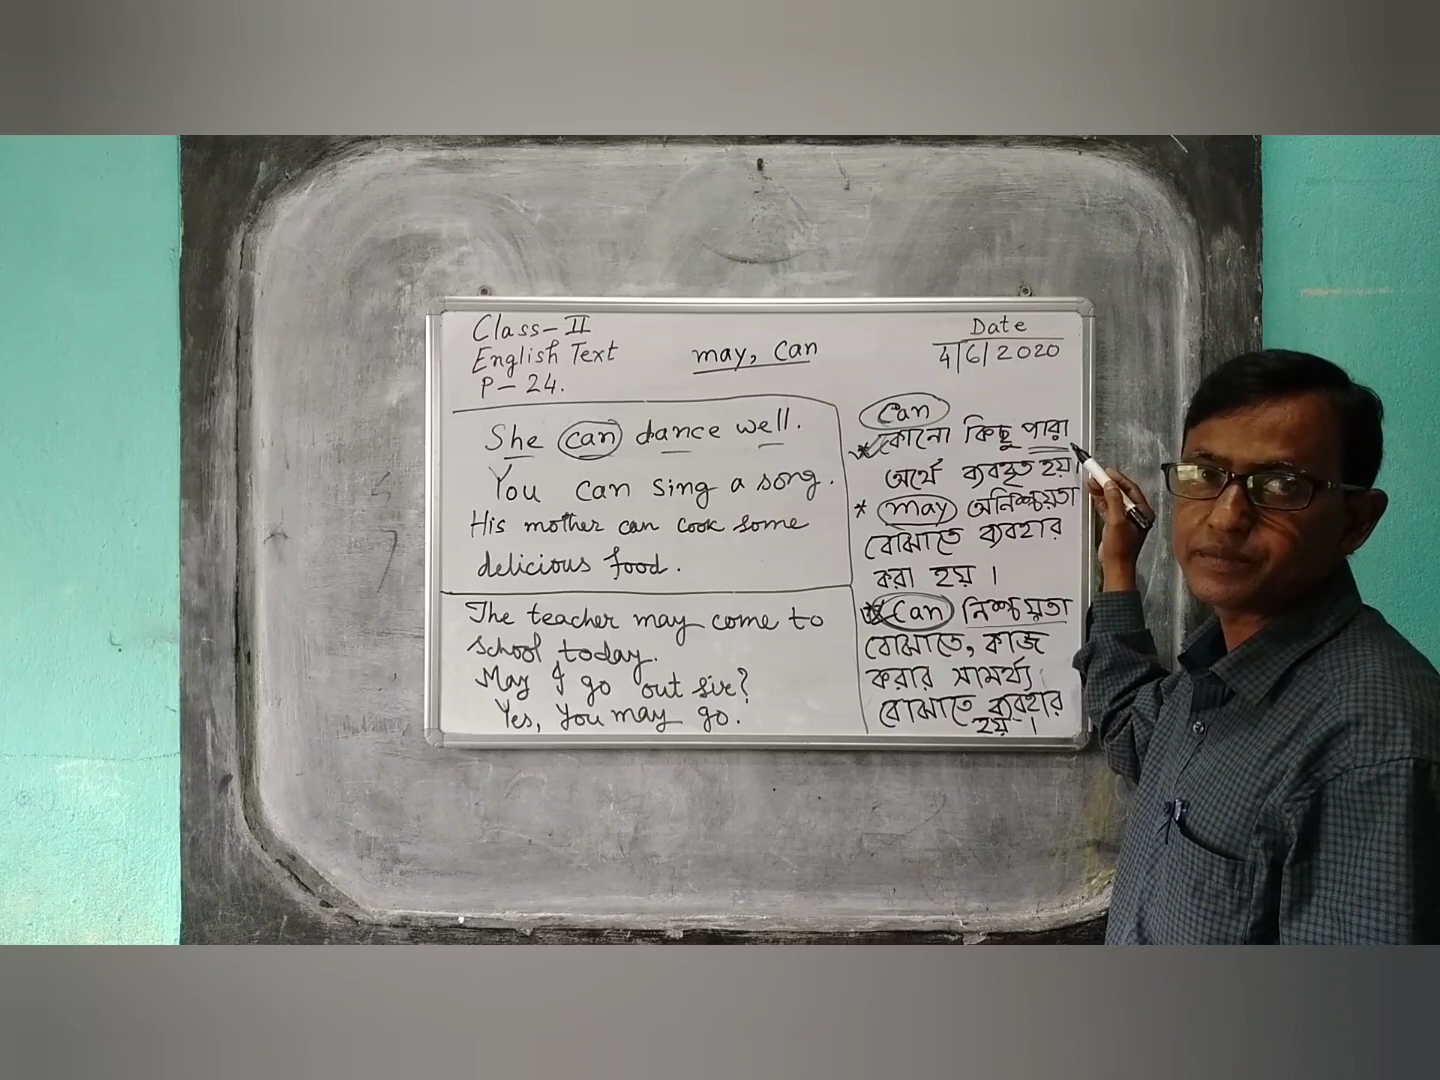 Class-II
English Text
P-24.
may, can
Date
4/6/2020
She can dance well.
You can sing a song.
His mother can cook some
delicious food.
The teacher may come to
school today.
May I go out sir?
Yes, you may go.
Can
* কোনো কিছু পারা
অর্থে ব্যবহৃত হয়।
* may অনিশ্চয়তা
বোঝাতে ব্যবহার
করা হয়।
* Can নিশ্চয়তা
বোঝাতে, কাজ
করার সামর্থ্য
বোঝাতে ব্যবহার
হয়।